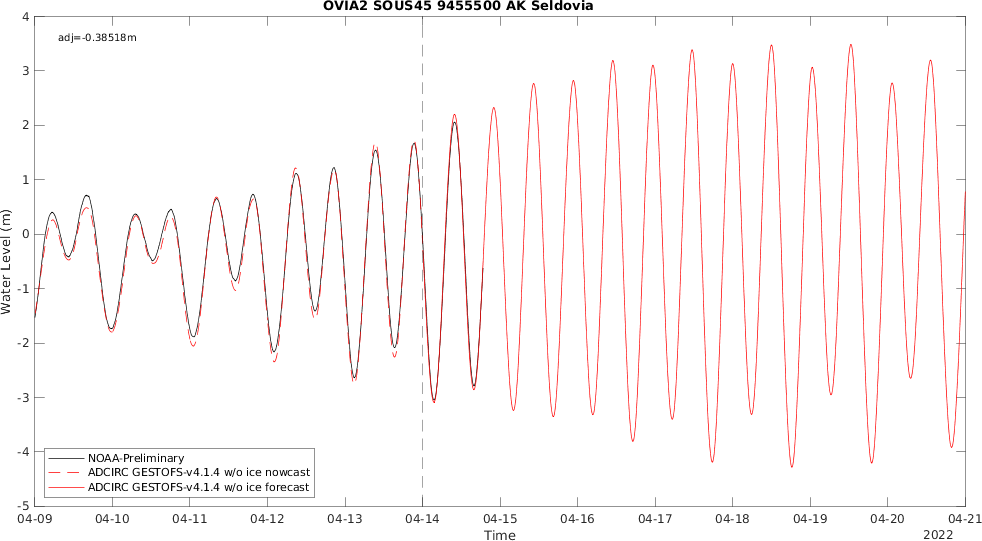 OVIA2 SOUS45 9455500 AK Seldovia
adj=-0.38518m
Water Level (m)
4
3
2
1
0
-1
-2
-3
-4
-5
NOAA-Preliminary
ADCIRC GESTOFS-v4.1.4 w/o ice nowcast
ADCIRC GESTOFS-v4.1.4 w/o ice forecast
04-09 04-10 04-11 04-12 04-13 04-14 04-15 04-16 04-17 04-18 04-19 04-20 04-21
Time
2022